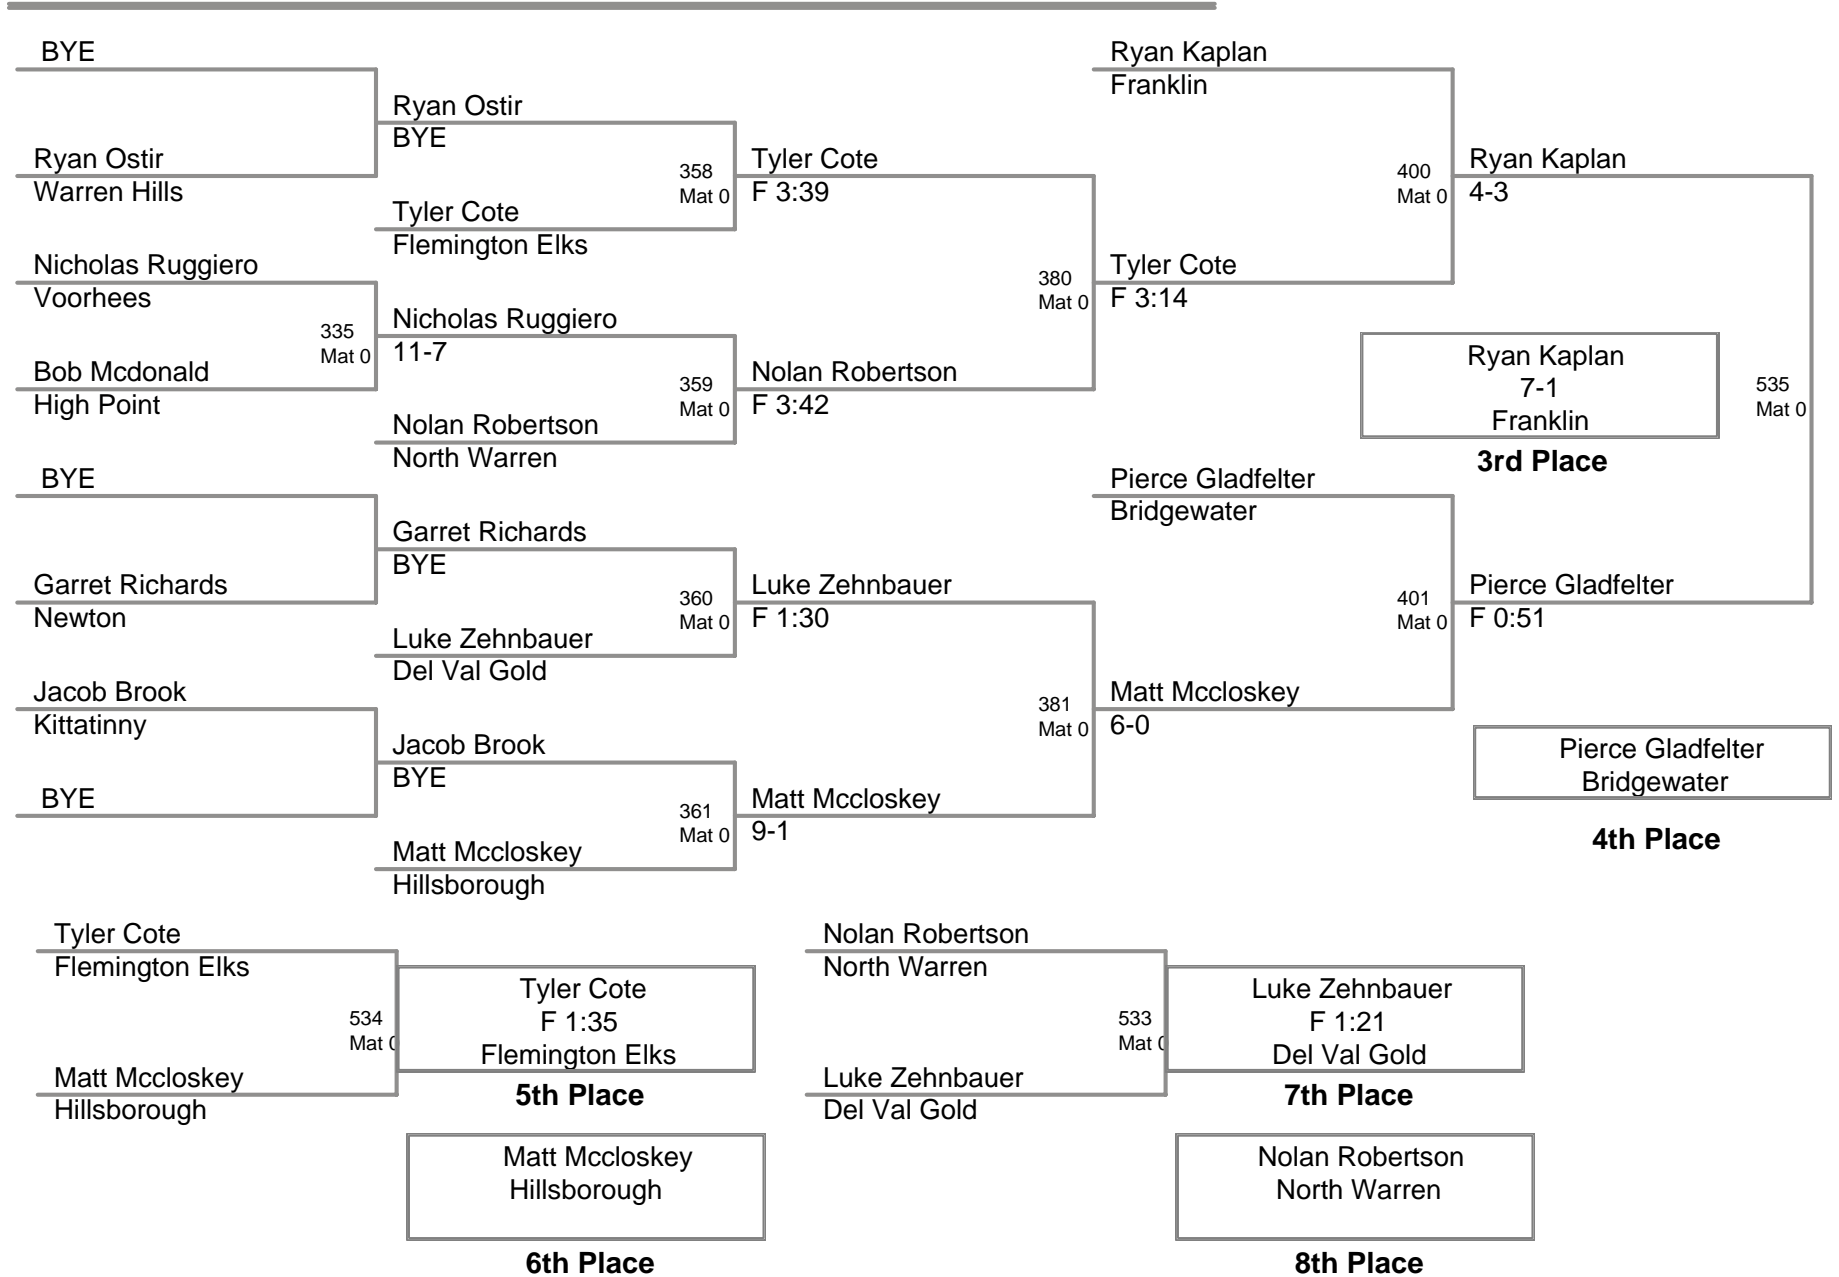 BYE
Ryan Ostir
Warren Hills
Nicholas Ruggiero
Voorhees
335
Mat 0
Bob Mcdonald
High Point
BYE
Garret Richards
Newton
Jacob Brook
Kittatinny
BYE
Ryan Ostir
BYE
358
Mat 0
Tyler Cote
Flemington Elks
Nicholas Ruggiero
11-7
359
Mat 0
Nolan Robertson
North Warren
Garret Richards
BYE
360
Mat 0
Luke Zehnbauer
Del Val Gold
Jacob Brook
BYE
361
Mat 0
Matt Mccloskey
Hillsborough
Tyler Cote
F 3:39
380
Mat 0
Nolan Robertson
F 3:42
Luke Zehnbauer
F 1:30
381
Mat 0
Matt Mccloskey
9-1
Ryan Kaplan
Franklin
400
Mat 0
Tyler Cote
F 3:14
Pierce Gladfelter
Bridgewater
401
Mat 0
Matt Mccloskey
6-0
Ryan Kaplan
4-3
535
Mat 0
Pierce Gladfelter
F 0:51
Ryan Kaplan
7-1
Franklin
3rd Place
Pierce Gladfelter
Bridgewater
4th Place
Tyler Cote
Flemington Elks
534
Mat 0
Matt Mccloskey
Hillsborough
Tyler Cote
F 1:35
Flemington Elks
5th Place
Matt Mccloskey
Hillsborough
6th Place
Nolan Robertson
North Warren
533
Mat 0
Luke Zehnbauer
Del Val Gold
Luke Zehnbauer
F 1:21
Del Val Gold
7th Place
Nolan Robertson
North Warren
8th Place